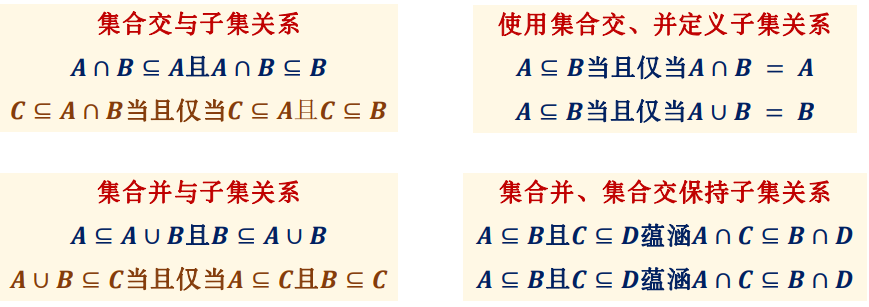 集合交与子集关系
A ∩ B ⊆ A且A ∩ B ⊆ B
C ⊆ A ∩ B当且仅当C ⊆ A且C ⊆ B
使用集合交、并定义子集关系
A ⊆ B当且仅当A ∩ B = A
A ⊆ B当且仅当A ∪ B = B
集合并与子集关系
A ⊆ A ∪ B且B ⊆ A ∪ B
A ∪ B ⊆ C当且仅当A ⊆ C且B ⊆ C
集合并、集合交保持子集关系
A ⊆ B且C ⊆ D蕴涵A ∩ C ⊆ B ∩ D
A ⊆ B且C ⊆ D蕴涵A ∩ C ⊆ B ∩ D